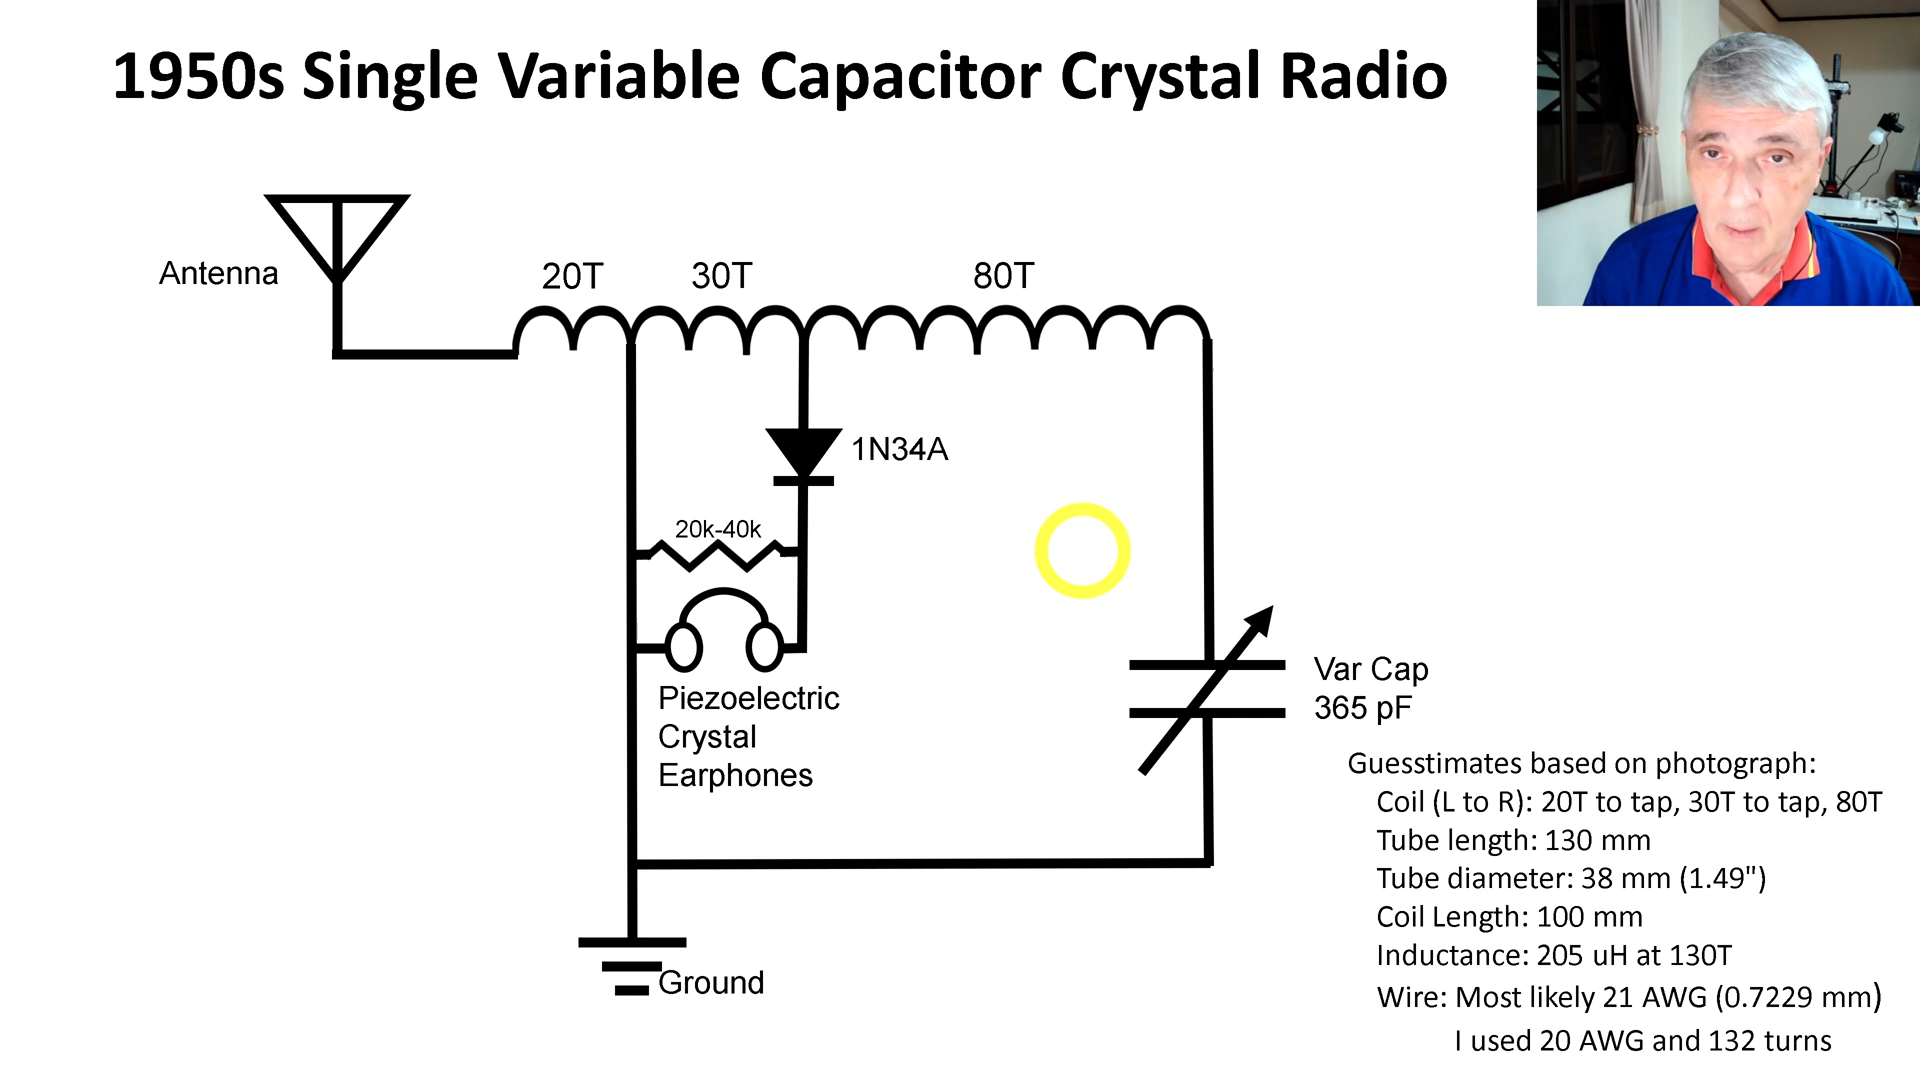 1950s Single Variable Capacitor Crystal Radio
Antenna
20T
30T
80T
1N34A
20k-40k
Piezoelectric
Crystal
Earphones
Var Cap
365 pF
Ground
Guesstimates based on photograph:
Coil (L to R): 20T to tap, 30T to tap, 80T
Tube length: 130 mm
Tube diameter: 38 mm (1.49")
Coil Length: 100 mm
Inductance: 205 uH at 130T
Wire: Most likely 21 AWG (0.7229 mm)
I used 20 AWG and 132 turns